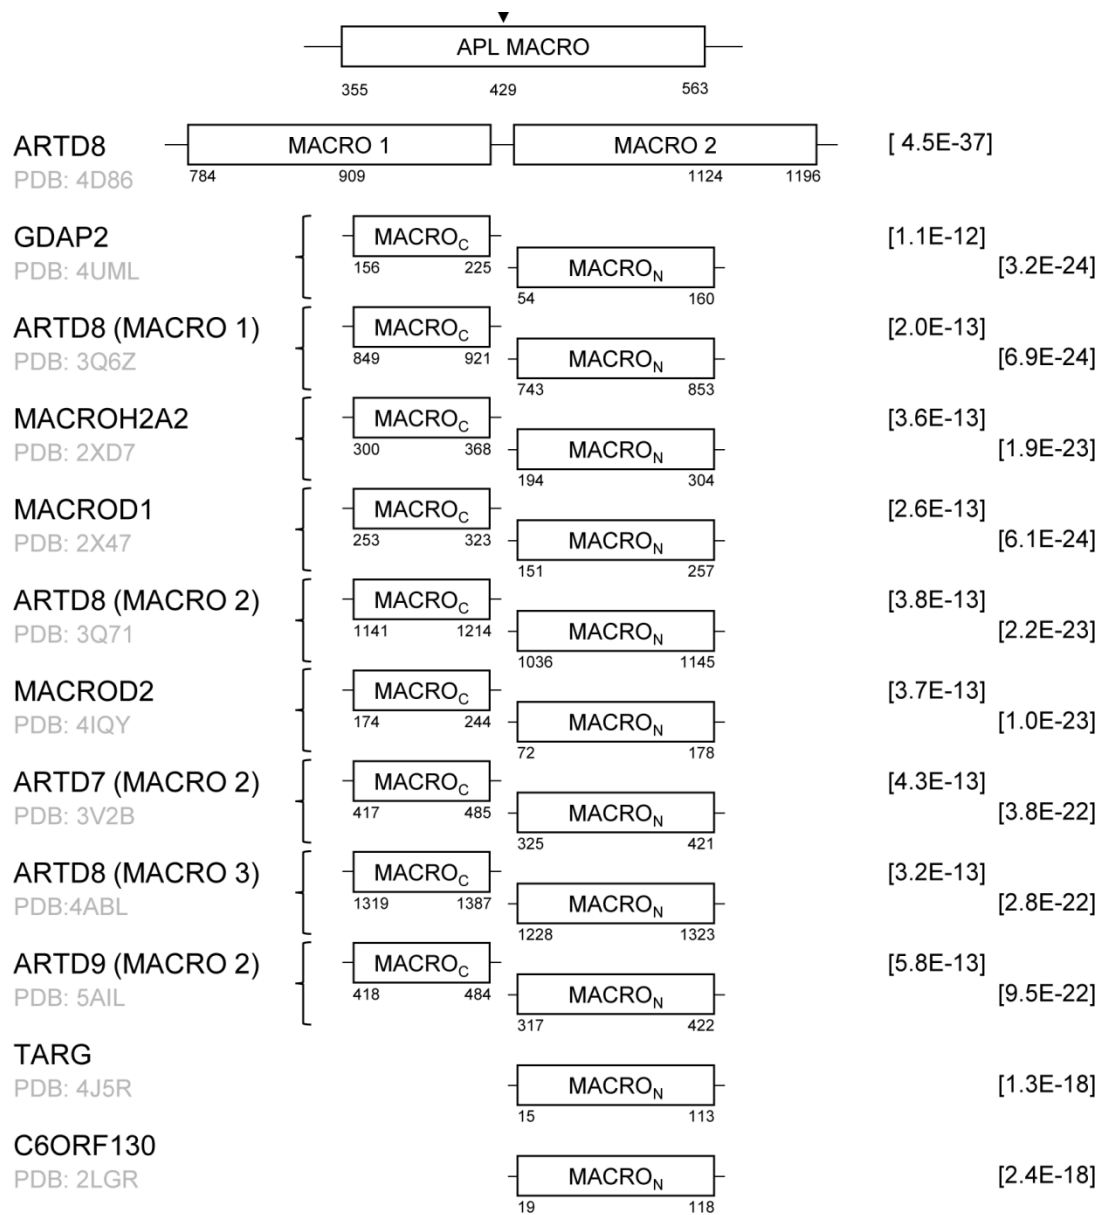 ▼
APL MACRO
355 429 563
ARTD8 MACRO 1 MACRO 2 [ 4.5E-37]
PDB: 4D86 784 909 1124 1196
GDAP2 MACROC [1.1E-12]
PDB: 4UML 156 225 MACRON [3.2E-24]
54 160
ARTD8 (MACRO 1) MACROC [2.0E-13]
PDB: 3Q6Z 849 921 MACRON [6.9E-24]
743 853
MACROH2A2 MACROC [3.6E-13]
PDB: 2XD7 300 368 MACRON [1.9E-23]
194 304
MACROD1 MACROC [2.6E-13]
PDB: 2X47 253 323 MACRON [6.1E-24]
151 257
ARTD8 (MACRO 2) MACROC [3.8E-13]
PDB: 3Q71 1141 1214 MACRON [2.2E-23]
1036 1145
MACROD2 MACROC [3.7E-13]
PDB: 4IQY 174 244 MACRON [1.0E-23]
72 178
ARTD7 (MACRO 2) MACROC [4.3E-13]
PDB: 3V2B 417 485 MACRON [3.8E-22]
325 421
ARTD8 (MACRO 3) MACROC [3.2E-13]
PDB:4ABL 1319 1387 MACRON [2.8E-22]
1228 1323
ARTD9 (MACRO 2) MACROC [5.8E-13]
PDB: 5AIL 418 484 MACRON [9.5E-22]
317 422
TARG
PDB: 4J5R MACRON [1.3E-18]
15 113
C6ORF130
PDB: 2LGR MACRON [2.4E-18]
19 118